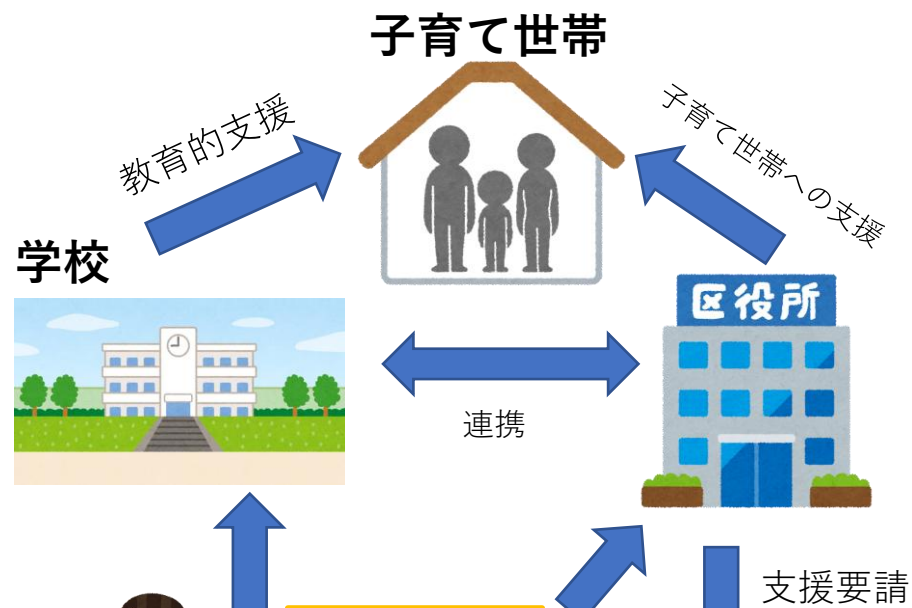 子育て世帯
教育的支援
子育て世帯への支援
学校
区役所
連携
支援要請